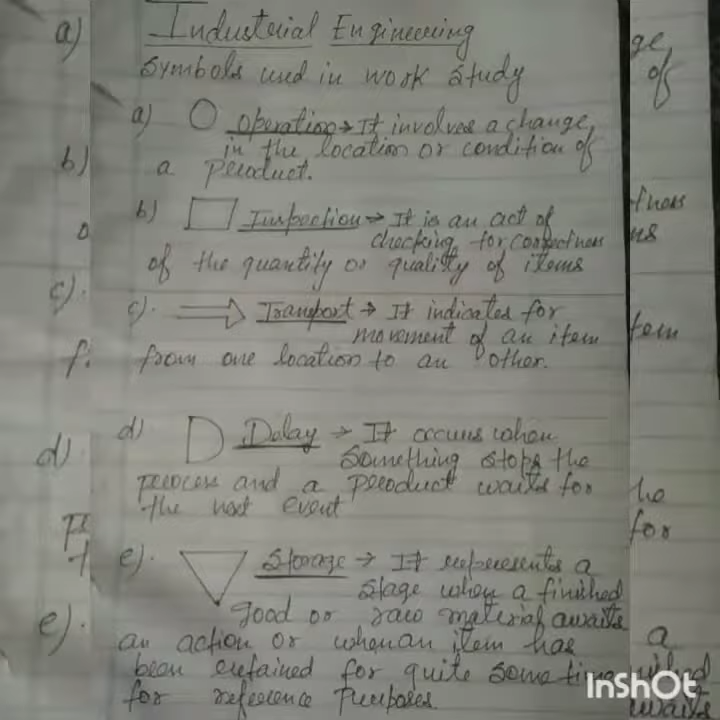 Industrial Engineering
Symbols used in work study
a) Operation → It involves a change
in the location or condition of
a product.
b) Inspection → It is an act of
checking for correctness
of the quantity or quality of items
c). Transport → It indicates for
movement of an item
from one location to an other.
d) Delay → It occurs when
Something stops the
process and a product waits for
the next event
e). Storage → It represents a
stage when a finished
good or raw material awaits
an action or when an item has
been retained for quite some time
for reference Purposes.
a)
b)
c).
d)
e).
of
tem
for
a
waits
InShOt